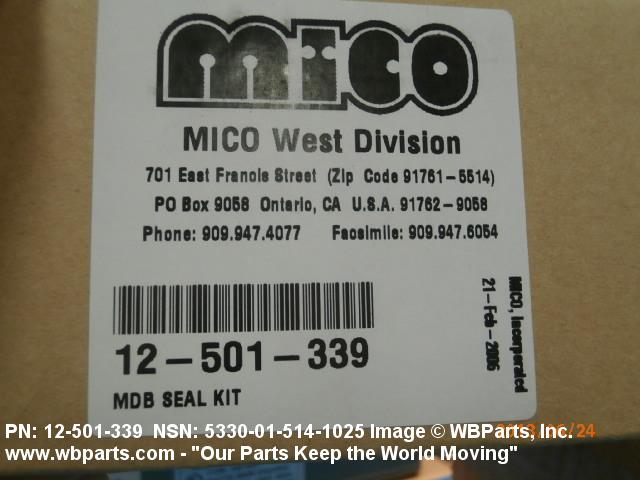 mico
MICO West Division
701 East Francis Street (Zip Code 91761-5514)
PO Box 9058 Ontario, CA U.S.A. 91762-9058
Phone: 909.947.4077 Facsimile: 909.947.6054
12-501-339
MDB SEAL KIT
MICO, Incorporated
21-Feb-2006
PN: 12-501-339 NSN: 5330-01-514-1025 Image © WBParts, Inc.
www.wbparts.com - "Our Parts Keep the World Moving"